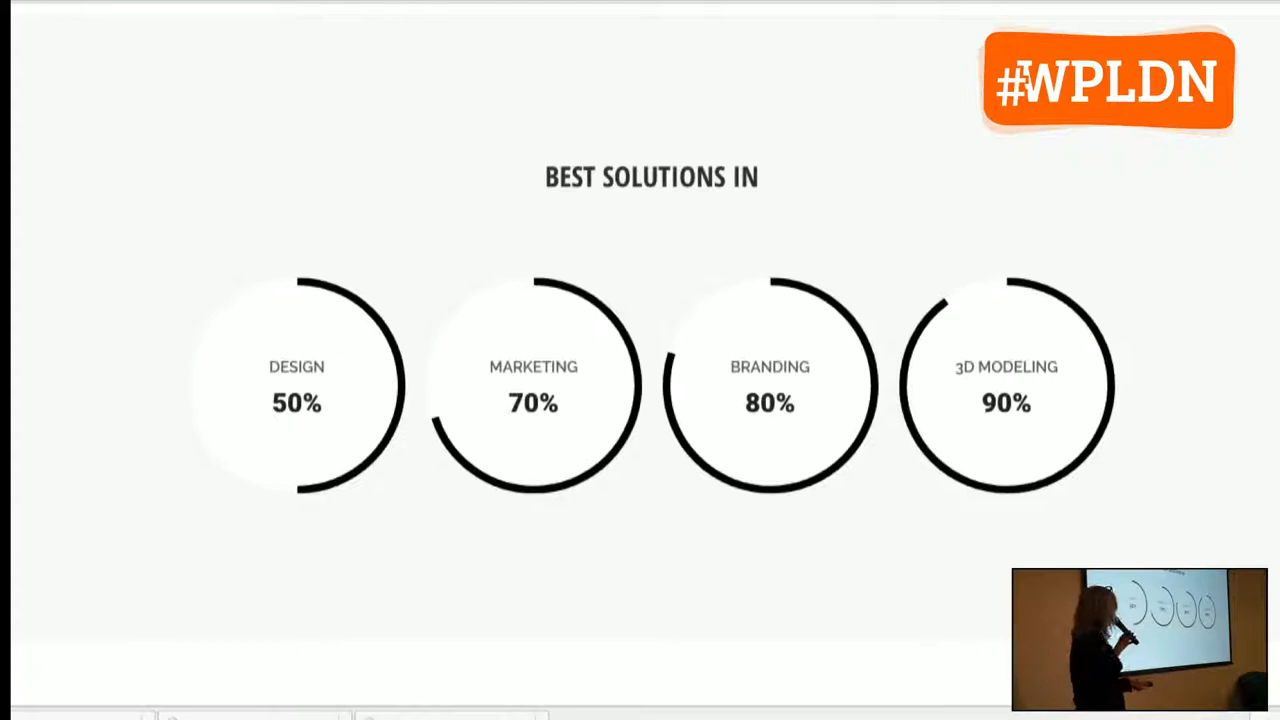 #WPLDN
BEST SOLUTIONS IN
DESIGN
50%
MARKETING
70%
BRANDING
80%
3D MODELING
90%